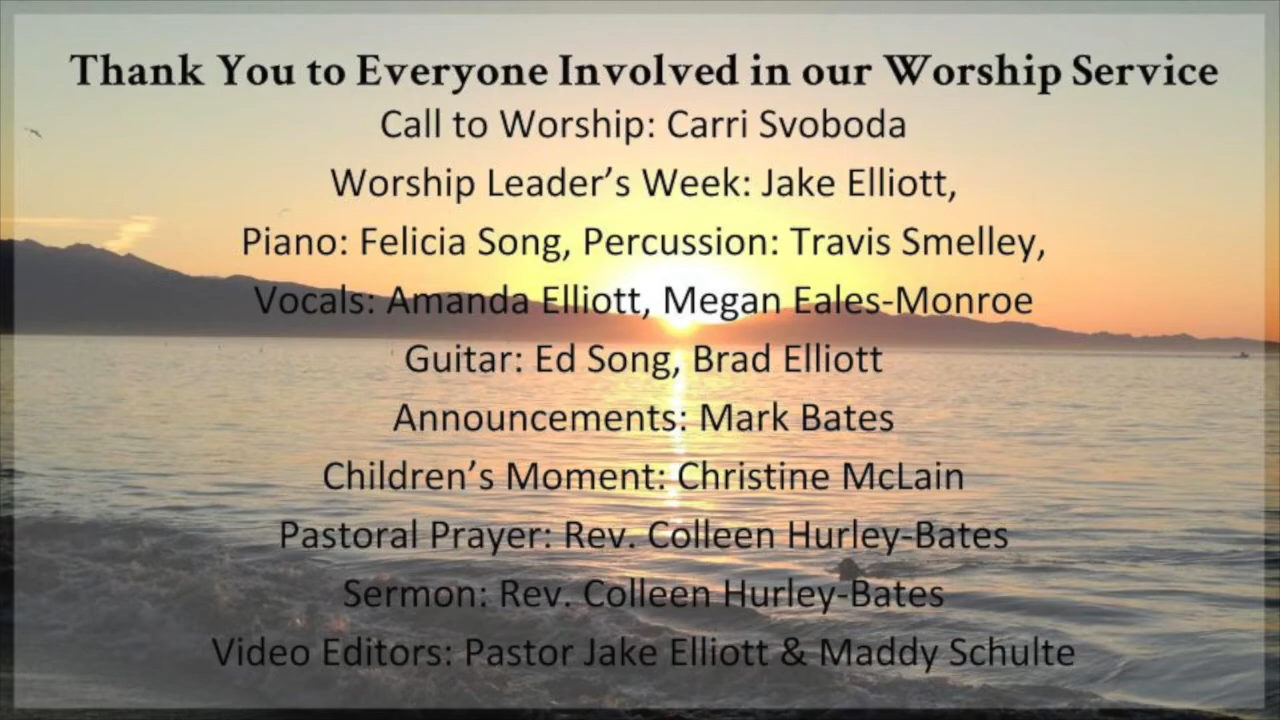 Thank You to Everyone Involved in our Worship Service
Call to Worship: Carri Svoboda
Worship Leader’s Week: Jake Elliott,
Piano: Felicia Song, Percussion: Travis Smelley,
Vocals: Amanda Elliott, Megan Eales-Monroe
Guitar: Ed Song, Brad Elliott
Announcements: Mark Bates
Children’s Moment: Christine McLain
Pastoral Prayer: Rev. Colleen Hurley-Bates
Sermon: Rev. Colleen Hurley-Bates
Video Editors: Pastor Jake Elliott & Maddy Schulte